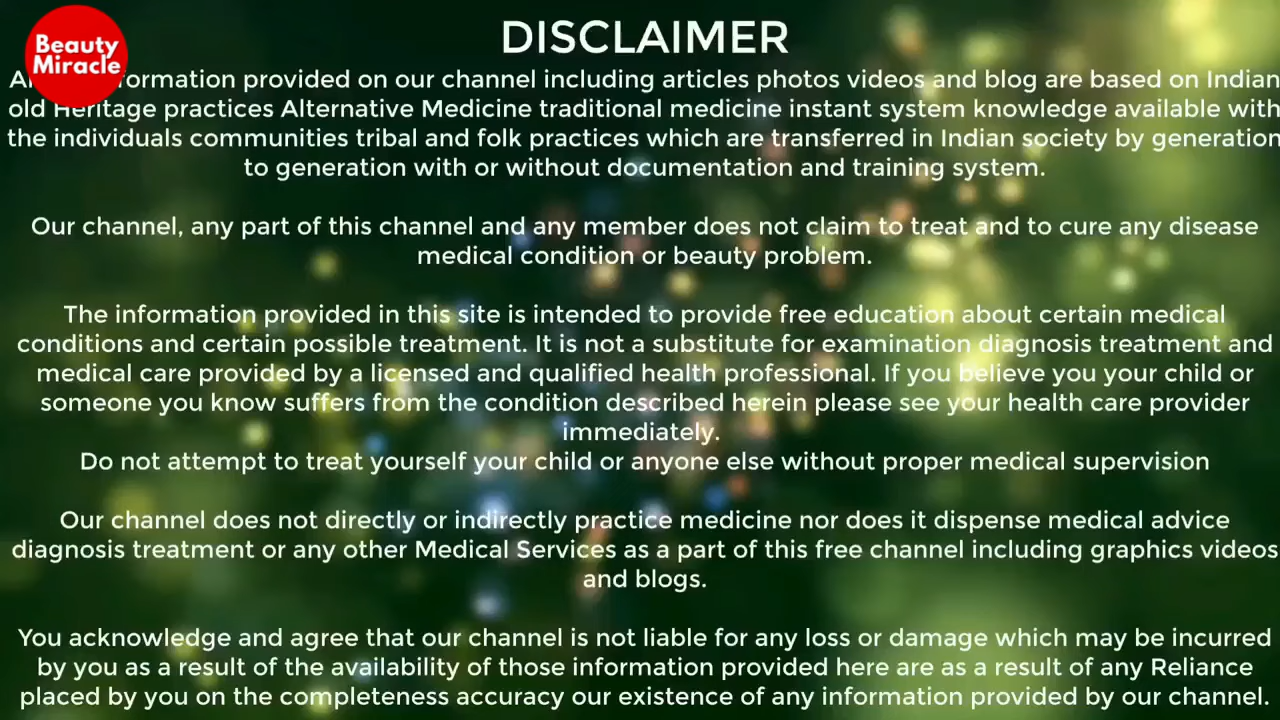 DISCLAIMER
Beauty
Miracle
formation provided on our channel including articles photos videos and blog are based on Indian
old Heritage practices Alternative Medicine traditional medicine instant system knowledge available with
the individuals communities tribal and folk practices which are transferred in Indian society by generation
to generation with or without documentation and training system.
Our channel, any part of this channel and any member does not claim to treat and to cure any disease
medical condition or beauty problem.
The information provided in this site is intended to provide free education about certain medical
conditions and certain possible treatment. It is not a substitute for examination diagnosis treatment and
medical care provided by a licensed and qualified health professional. If you believe you your child or
someone you know suffers from the condition described herein please see your health care provider
immediately.
Do not attempt to treat yourself your child or anyone else without proper medical supervision
Our channel does not directly or indirectly practice medicine nor does it dispense medical advice
diagnosis treatment or any other Medical Services as a part of this free channel including graphics videos
and blogs.
You acknowledge and agree that our channel is not liable for any loss or damage which may be incurred
by you as a result of the availability of those information provided here are as a result of any Reliance
placed by you on the completeness accuracy our existence of any information provided by our channel.